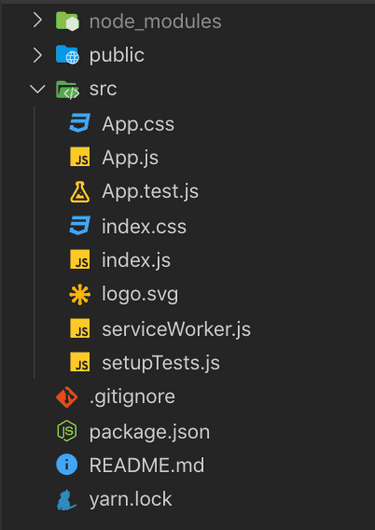 node_modules
public
src
App.css
App.js
App.test.js
index.css
index.js
logo.svg
serviceWorker.js
setupTests.js
.gitignore
package.json
README.md
yarn.lock